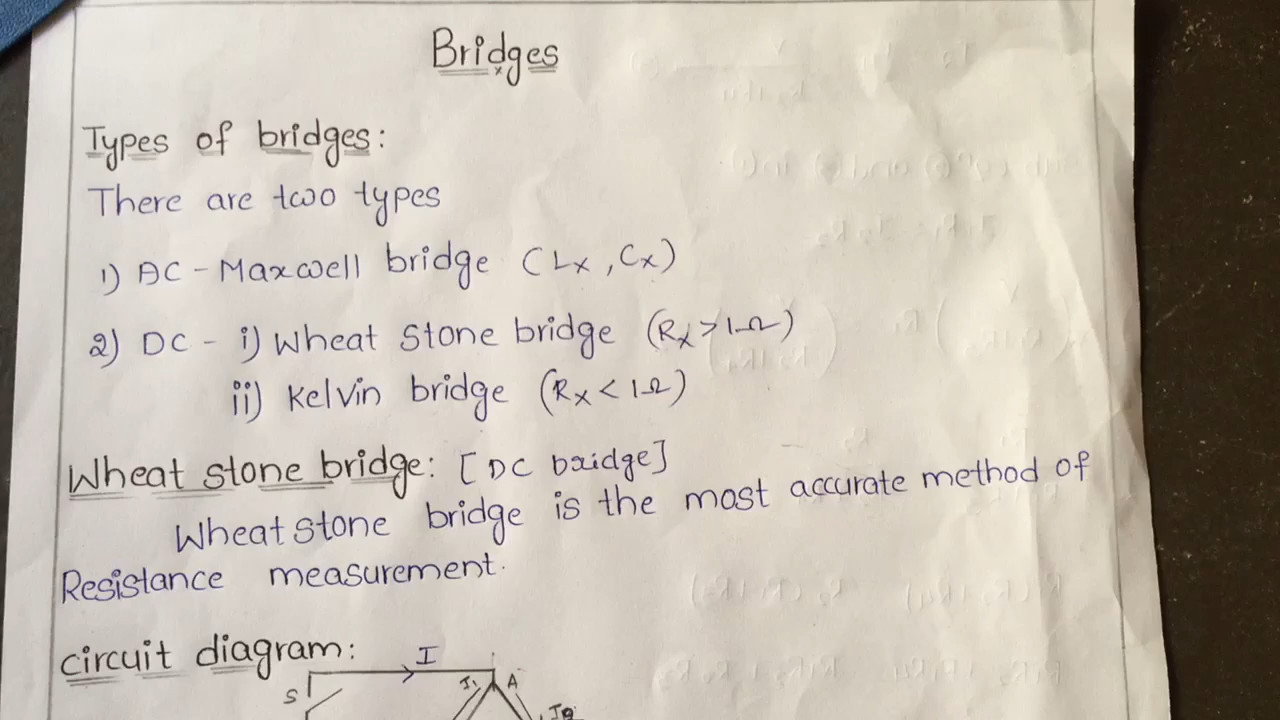 Bridges
Types of bridges:
There are two types
1) AC - Maxwell bridge (Lx, Cx)
2) DC - i) Wheat stone bridge (Rx > 1Ω)
ii) Kelvin bridge (Rx < 1Ω)
Wheat stone bridge: [DC bridge]
Wheat stone bridge is the most accurate method of
Resistance measurement.
circuit diagram:
I
S
I₁ A